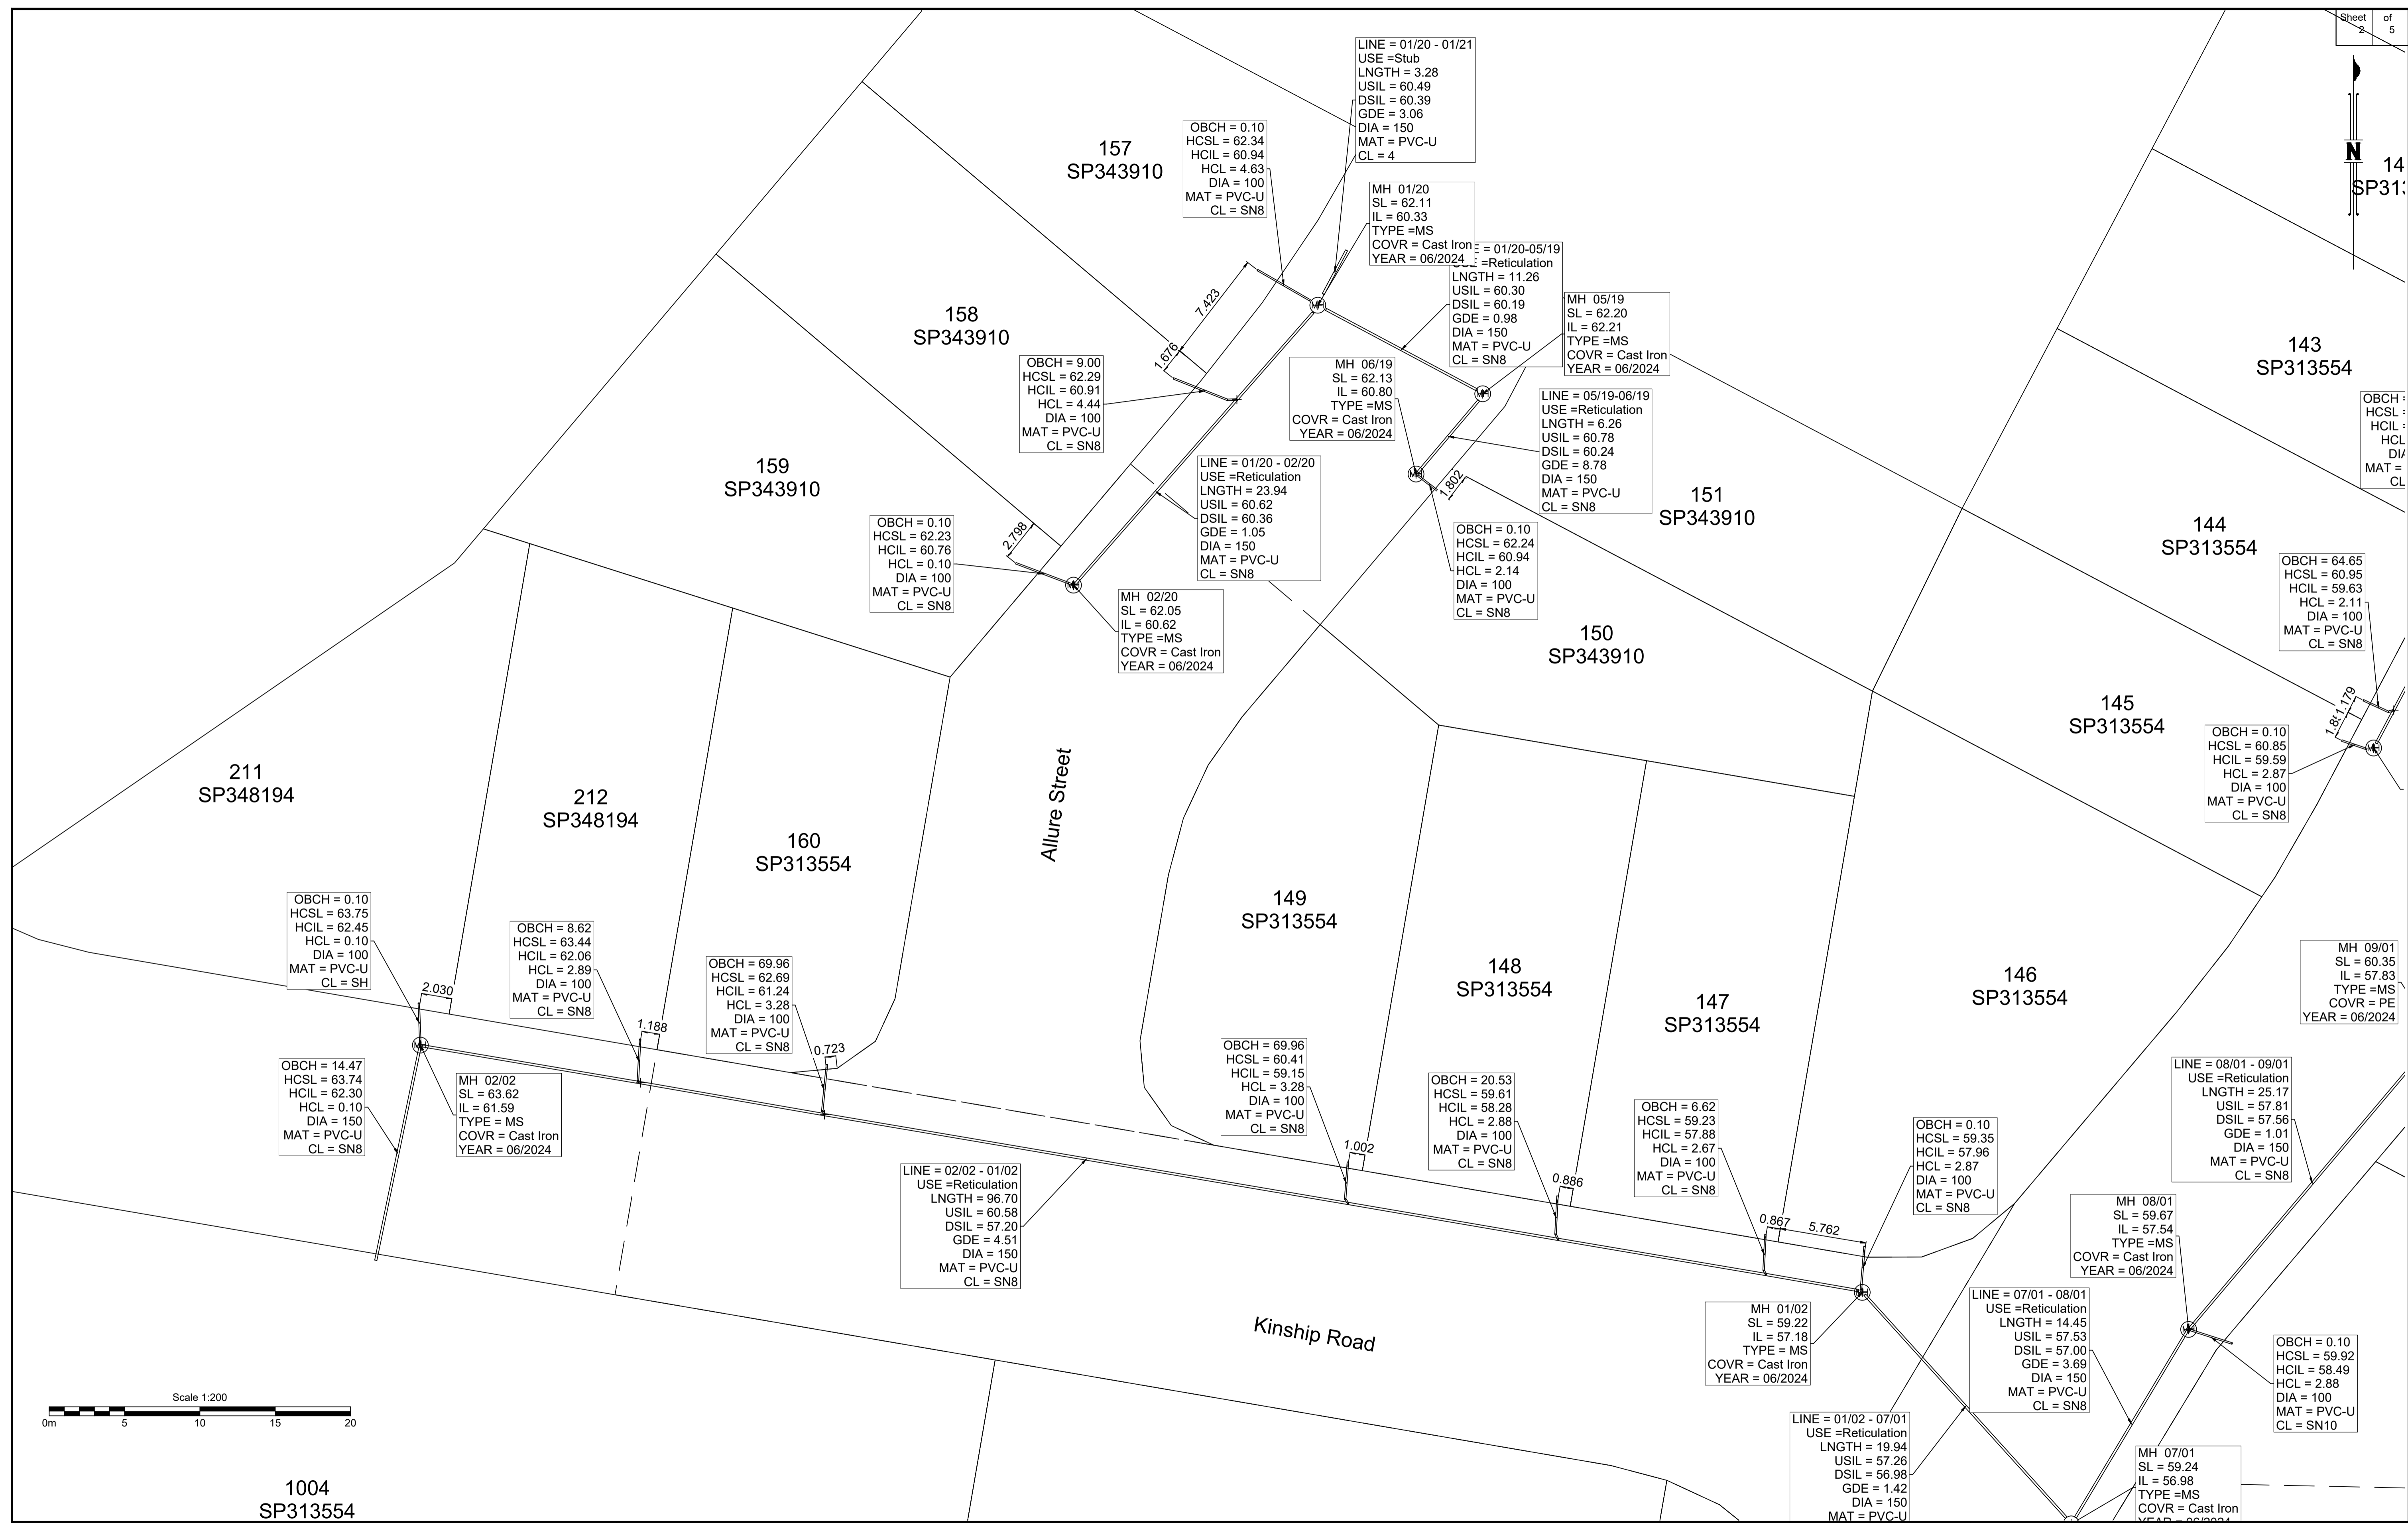 Sheet of
2 5
N
LINE = 01/20 - 01/21
USE =Stub
LNGTH = 3.28
USIL = 60.49
DSIL = 60.39
GDE = 3.06
DIA = 150
MAT = PVC-U
CL = 4
157
SP343910
OBCH = 0.10
HCSL = 62.34
HCIL = 60.94
HCL = 4.63
DIA = 100
MAT = PVC-U
CL = SN8
MH 01/20
SL = 62.11
IL = 60.33
TYPE =MS
COVR = Cast Iron
YEAR = 06/2024
= 01/20-05/19
=Reticulation
LNGTH = 11.26
USIL = 60.30
DSIL = 60.19
GDE = 0.98
DIA = 150
MAT = PVC-U
CL = SN8
MH 05/19
SL = 62.20
IL = 62.21
TYPE =MS
COVR = Cast Iron
YEAR = 06/2024
7.423
1.676
158
SP343910
OBCH = 9.00
HCSL = 62.29
HCIL = 60.91
HCL = 4.44
DIA = 100
MAT = PVC-U
CL = SN8
MH 06/19
SL = 62.13
IL = 60.80
TYPE =MS
COVR = Cast Iron
YEAR = 06/2024
LINE = 05/19-06/19
USE =Reticulation
LNGTH = 6.26
USIL = 60.78
DSIL = 60.24
GDE = 8.78
DIA = 150
MAT = PVC-U
CL = SN8
14
143
SP313554
OBCH
HCSL
HCIL
HCL
MAT =
CL
159
SP343910
LINE = 01/20 - 02/20
USE =Reticulation
LNGTH = 23.94
USIL = 60.62
DSIL = 60.36
GDE = 1.05
DIA = 150
MAT = PVC-U
CL = SN8
1.802
151
SP343910
144
SP313554
OBCH = 0.10
HCSL = 62.23
HCIL = 60.76
HCL = 0.10
DIA = 100
MAT = PVC-U
CL = SN8
2.798
MH 02/20
SL = 62.05
IL = 60.62
TYPE =MS
COVR = Cast Iron
YEAR = 06/2024
OBCH = 0.10
HCSL = 62.24
HCIL = 60.94
HCL = 2.14
DIA = 100
MAT = PVC-U
CL = SN8
OBCH = 64.65
HCSL = 60.95
HCIL = 59.63
HCL = 2.11
DIA = 100
MAT = PVC-U
CL = SN8
150
SP343910
145
SP313554
1.179
OBCH = 0.10
HCSL = 60.85
HCIL = 59.59
HCL = 2.87
DIA = 100
MAT = PVC-U
CL = SN8
211
SP348194
212
SP348194
160
SP313554
Allure Street
149
SP313554
148
SP313554
147
SP313554
146
SP313554
OBCH = 0.10
HCSL = 63.75
HCIL = 62.45
HCL = 0.10
DIA = 100
MAT = PVC-U
CL = SH
2.030
OBCH = 8.62
HCSL = 63.44
HCIL = 62.06
HCL = 2.89
DIA = 100
MAT = PVC-U
CL = SN8
1.188
OBCH = 69.96
HCSL = 62.69
HCIL = 61.24
HCL = 3.28
DIA = 100
MAT = PVC-U
CL = SN8
0.723
MH 09/01
SL = 60.35
IL = 57.83
TYPE =MS
COVR = PE
YEAR = 06/2024
OBCH = 14.47
HCSL = 63.74
HCIL = 62.30
HCL = 0.10
DIA = 150
MAT = PVC-U
CL = SN8
MH 02/02
SL = 63.62
IL = 61.59
TYPE = MS
COVR = Cast Iron
YEAR = 06/2024
OBCH = 69.96
HCSL = 60.41
HCIL = 59.15
HCL = 3.28
DIA = 100
MAT = PVC-U
CL = SN8
1.002
OBCH = 20.53
HCSL = 59.61
HCIL = 58.28
HCL = 2.88
DIA = 100
MAT = PVC-U
CL = SN8
0.886
OBCH = 6.62
HCSL = 59.23
HCIL = 57.88
HCL = 2.67
DIA = 100
MAT = PVC-U
CL = SN8
0.867
5.762
OBCH = 0.10
HCSL = 59.35
HCIL = 57.96
HCL = 2.87
DIA = 100
MAT = PVC-U
CL = SN8
LINE = 08/01 - 09/01
USE =Reticulation
LNGTH = 25.17
USIL = 57.81
DSIL = 57.56
GDE = 1.01
DIA = 150
MAT = PVC-U
CL = SN8
LINE = 02/02 - 01/02
USE =Reticulation
LNGTH = 96.70
USIL = 60.58
DSIL = 57.20
GDE = 4.51
DIA = 150
MAT = PVC-U
CL = SN8
MH 08/01
SL = 59.67
IL = 57.54
TYPE =MS
COVR = Cast Iron
YEAR = 06/2024
Kinship Road
MH 01/02
SL = 59.22
IL = 57.18
TYPE = MS
COVR = Cast Iron
YEAR = 06/2024
LINE = 07/01 - 08/01
USE =Reticulation
LNGTH = 14.45
USIL = 57.53
DSIL = 57.00
GDE = 3.69
DIA = 150
MAT = PVC-U
CL = SN8
OBCH = 0.10
HCSL = 59.92
HCIL = 58.49
HCL = 2.88
DIA = 100
MAT = PVC-U
CL = SN10
Scale 1:200
0m 5 10 15 20
LINE = 01/02 - 07/01
USE =Reticulation
LNGTH = 19.94
USIL = 57.26
DSIL = 56.98
GDE = 1.42
DIA = 150
MAT = PVC-U
MH 07/01
SL = 59.24
IL = 56.98
TYPE =MS
COVR = Cast Iron
1004
SP313554